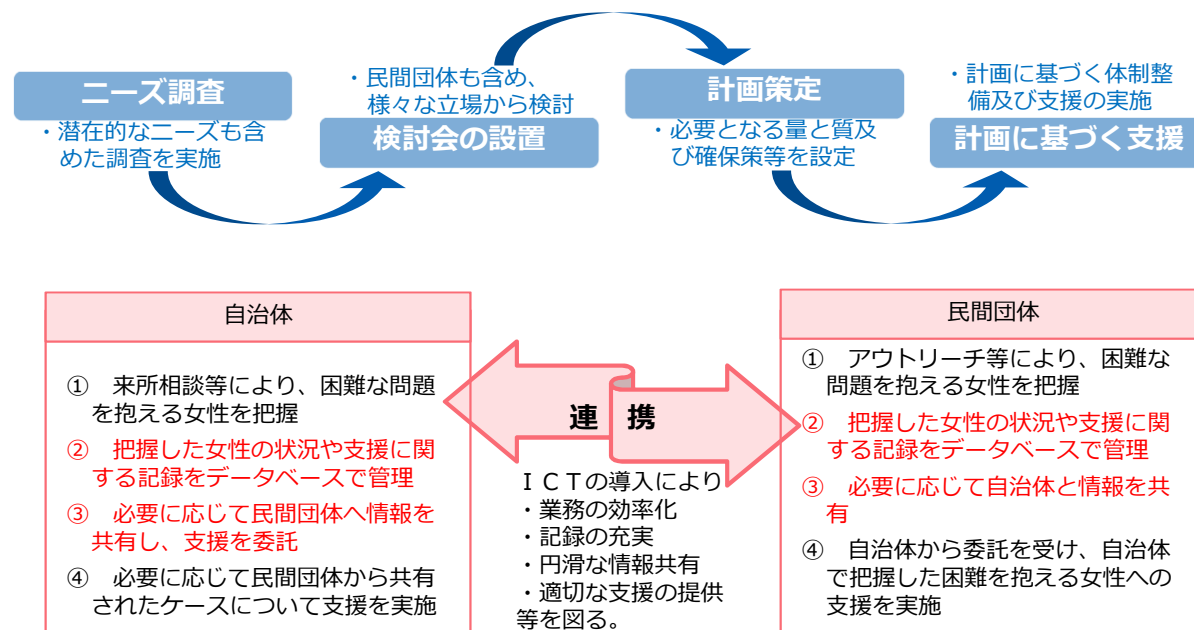 ニーズ調査
・潜在的なニーズも含
めた調査を実施
・民間団体も含め、
様々な立場から検討
検討会の設置
計画策定
・必要となる量と質及
び確保策等を設定
・計画に基づく体制整
備及び支援の実施
計画に基づく支援
自治体
① 来所相談等により、困難な問題
を抱える女性を把握
② 把握した女性の状況や支援に関
する記録をデータベースで管理
③ 必要に応じて民間団体へ情報を
共有し、支援を委託
④ 必要に応じて民間団体から共有
されたケースについて支援を実施
連 携
ＩＣＴの導入により
・業務の効率化
・記録の充実
・円滑な情報共有
・適切な支援の提供
等を図る。
民間団体
① アウトリーチ等により、困難な
問題を抱える女性を把握
② 把握した女性の状況や支援に関
する記録をデータベースで管理
③ 必要に応じて自治体と情報を共
有
④ 自治体から委託を受け、自治体
で把握した困難を抱える女性への
支援を実施